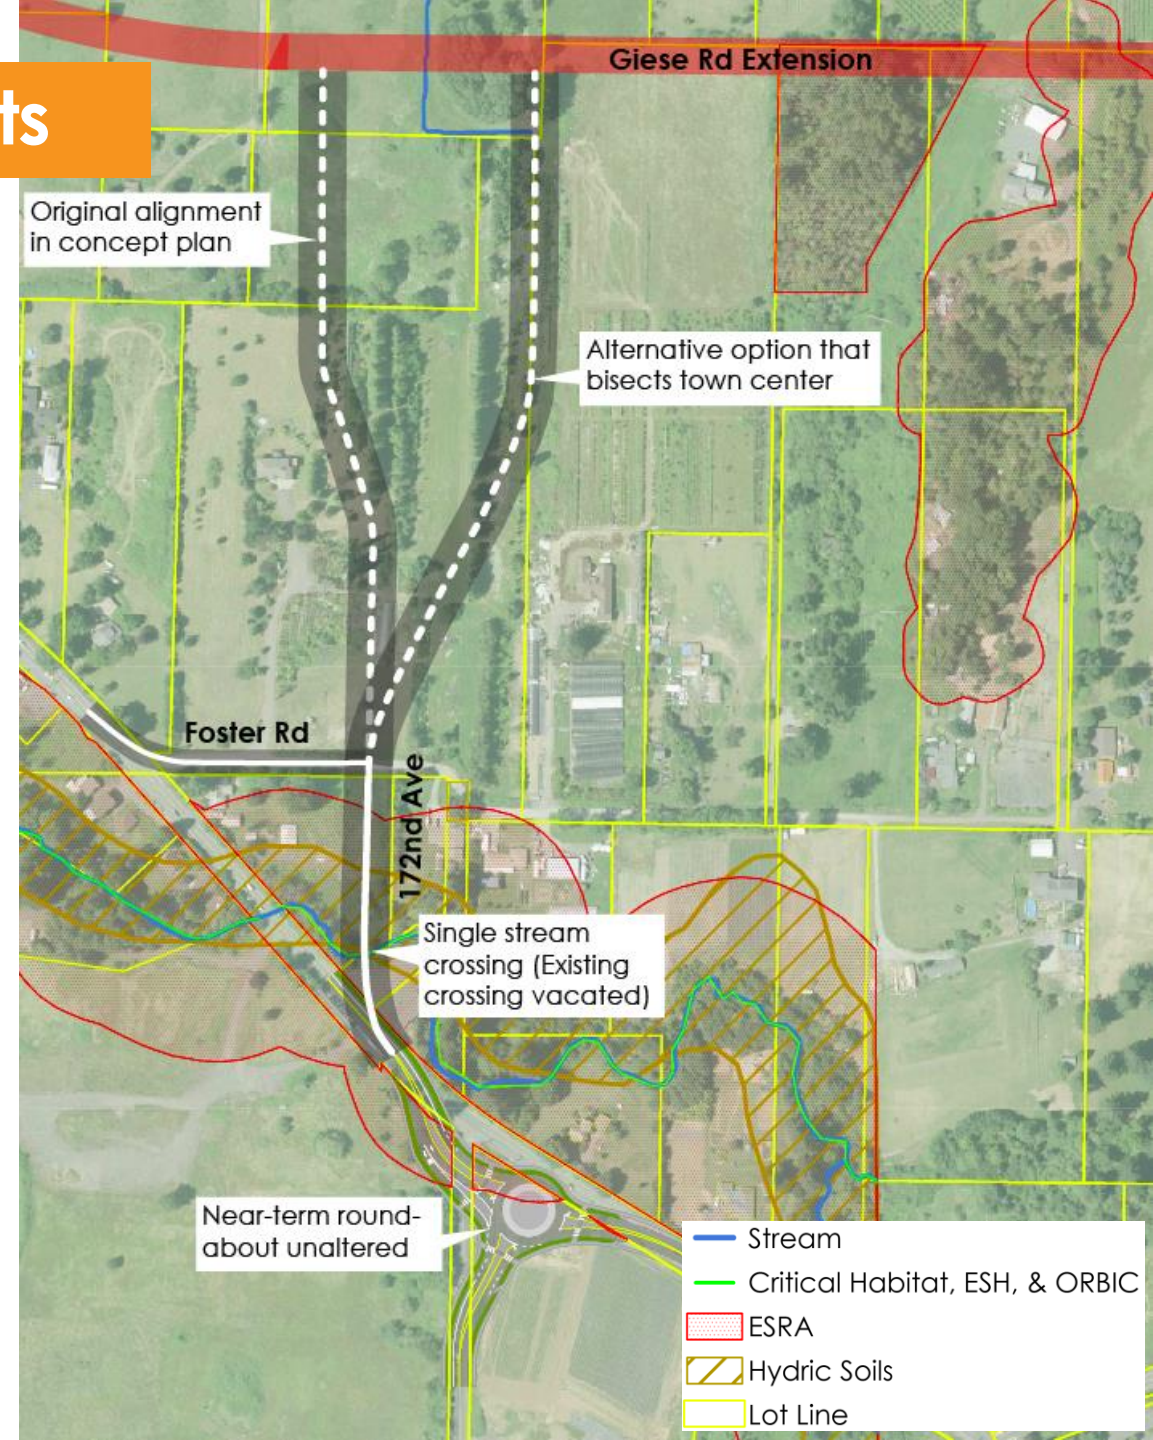 Giese Rd Extension
ts
Original alignment
in concept plan
Alternative option that
bisects town center
Foster Rd
172nd Ave
Single stream
crossing (Existing
crossing vacated)
Near-term round-
about unaltered
Stream
Critical Habitat, ESH, & ORBIC
ESRA
Hydric Soils
Lot Line